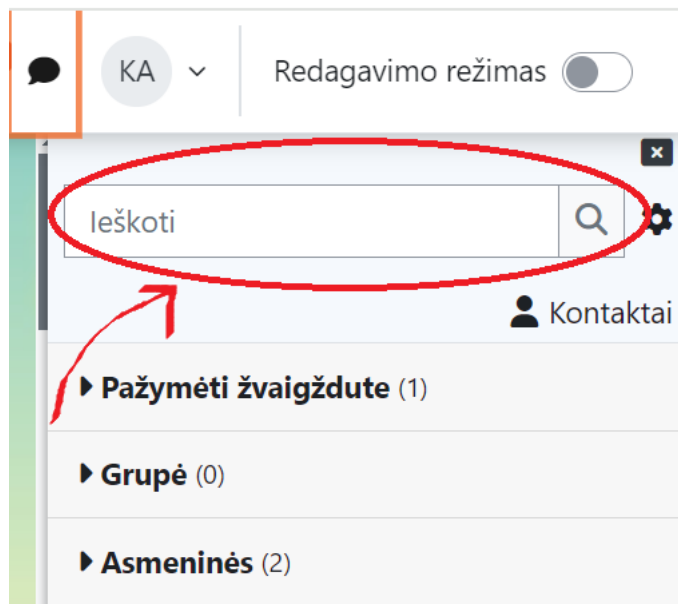 KA
Redagavimo režimas
Ieškoti
Kontaktai
Pažymėti žvaigždute (1)
Grupė (0)
Asmeninės (2)